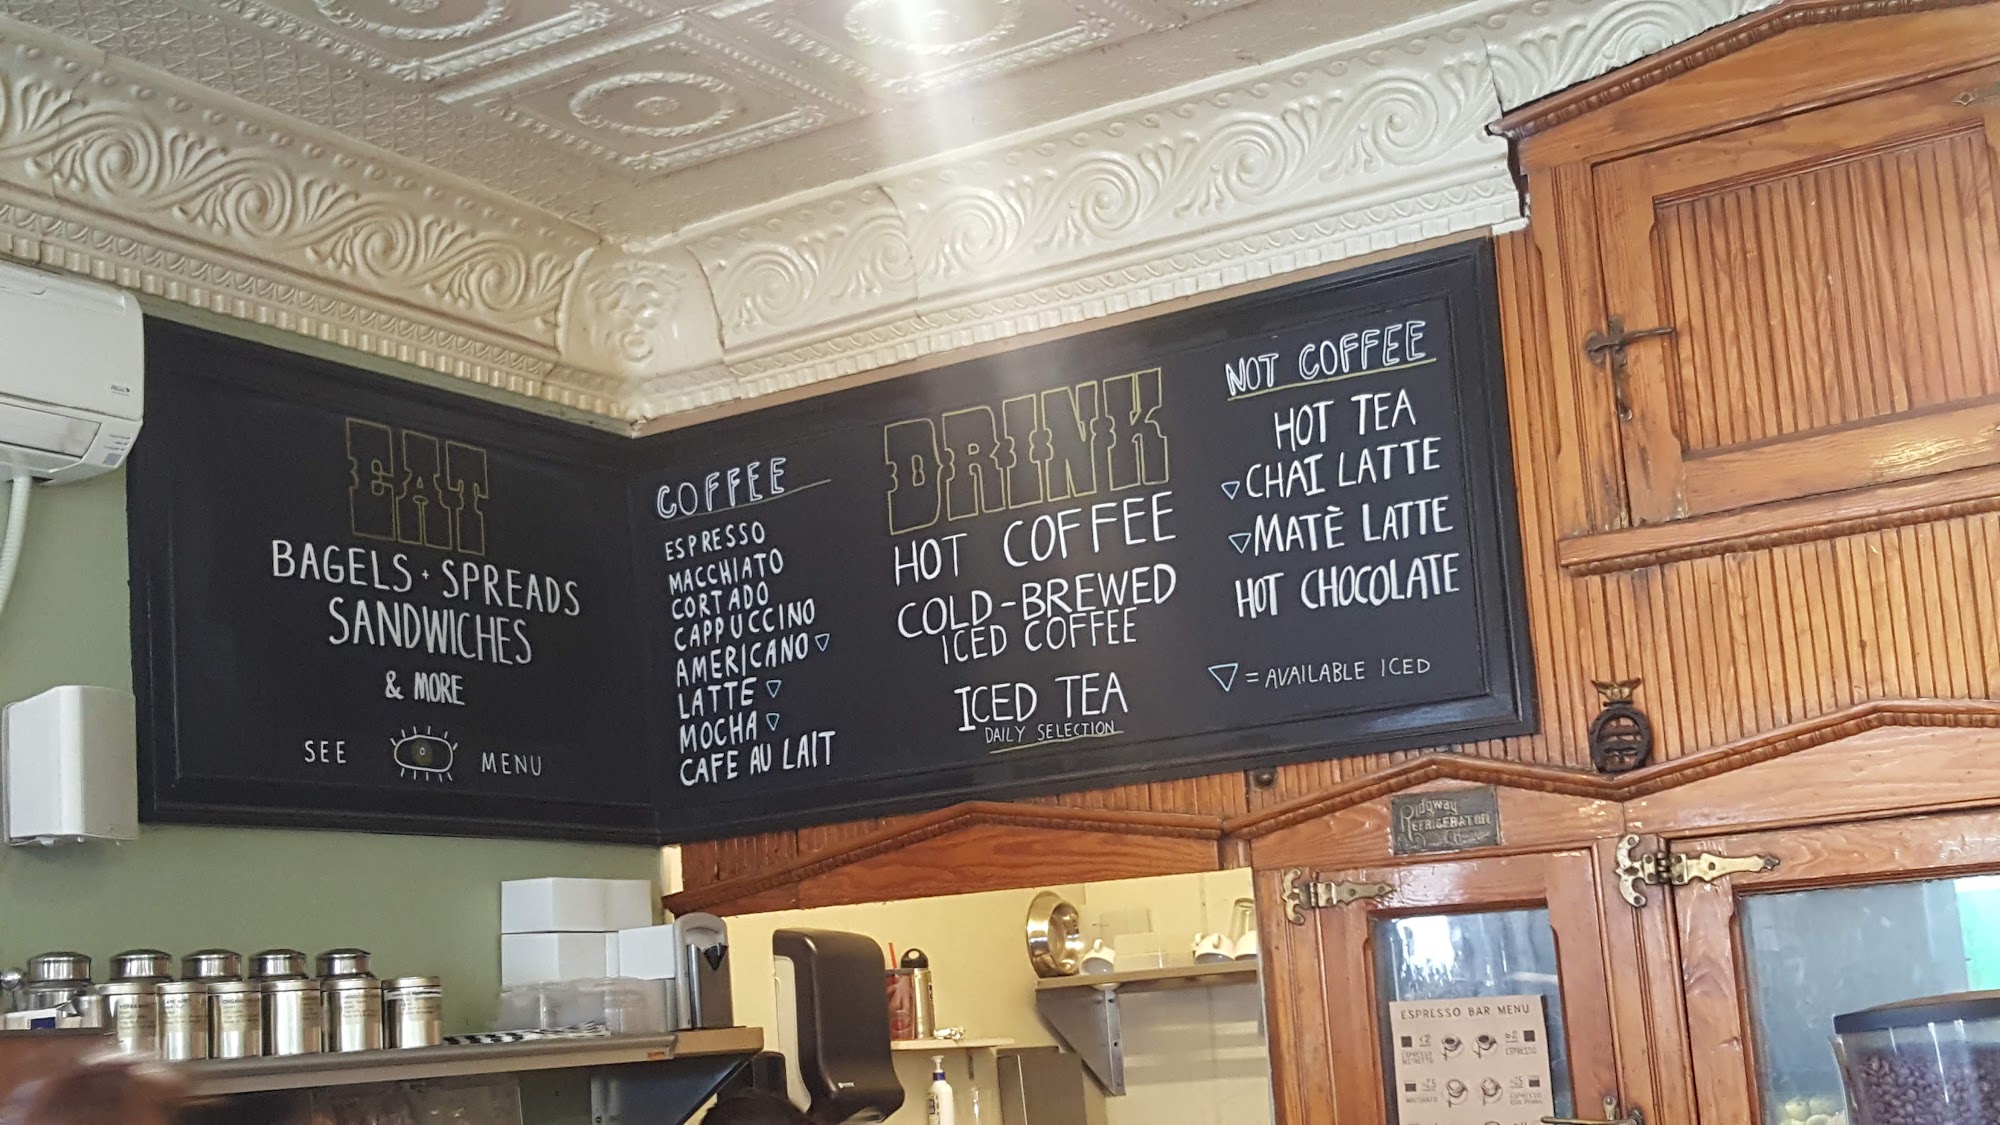 EAT
BAGELS · SPREADS
SANDWICHES
& MORE
SEE MENU
COFFEE
ESPRESSO
MACCHIATO
CORTADO
CAPPUCCINO
AMERICANO ▽
LATTE ▽
MOCHA ▽
CAFE AU LAIT
DRINK
HOT COFFEE
COLD-BREWED
ICED COFFEE
ICED TEA
DAILY SELECTION
NOT COFFEE
HOT TEA
▽ CHAI LATTE
▽ MATÈ LATTE
HOT CHOCOLATE
▽ = AVAILABLE ICED
Ridgway
REFRIGERATOR
ESPRESSO BAR MENU
ESPRESSO